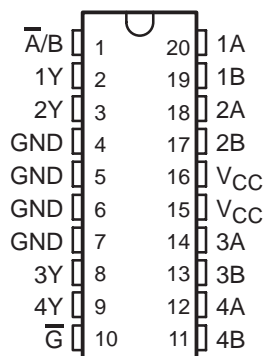 A̅/B 1 20 1A
1Y 2 19 1B
2Y 3 18 2A
GND 4 17 2B
GND 5 16 VCC
GND 6 15 VCC
GND 7 14 3A
3Y 8 13 3B
4Y 9 12 4A
G̅ 10 11 4B